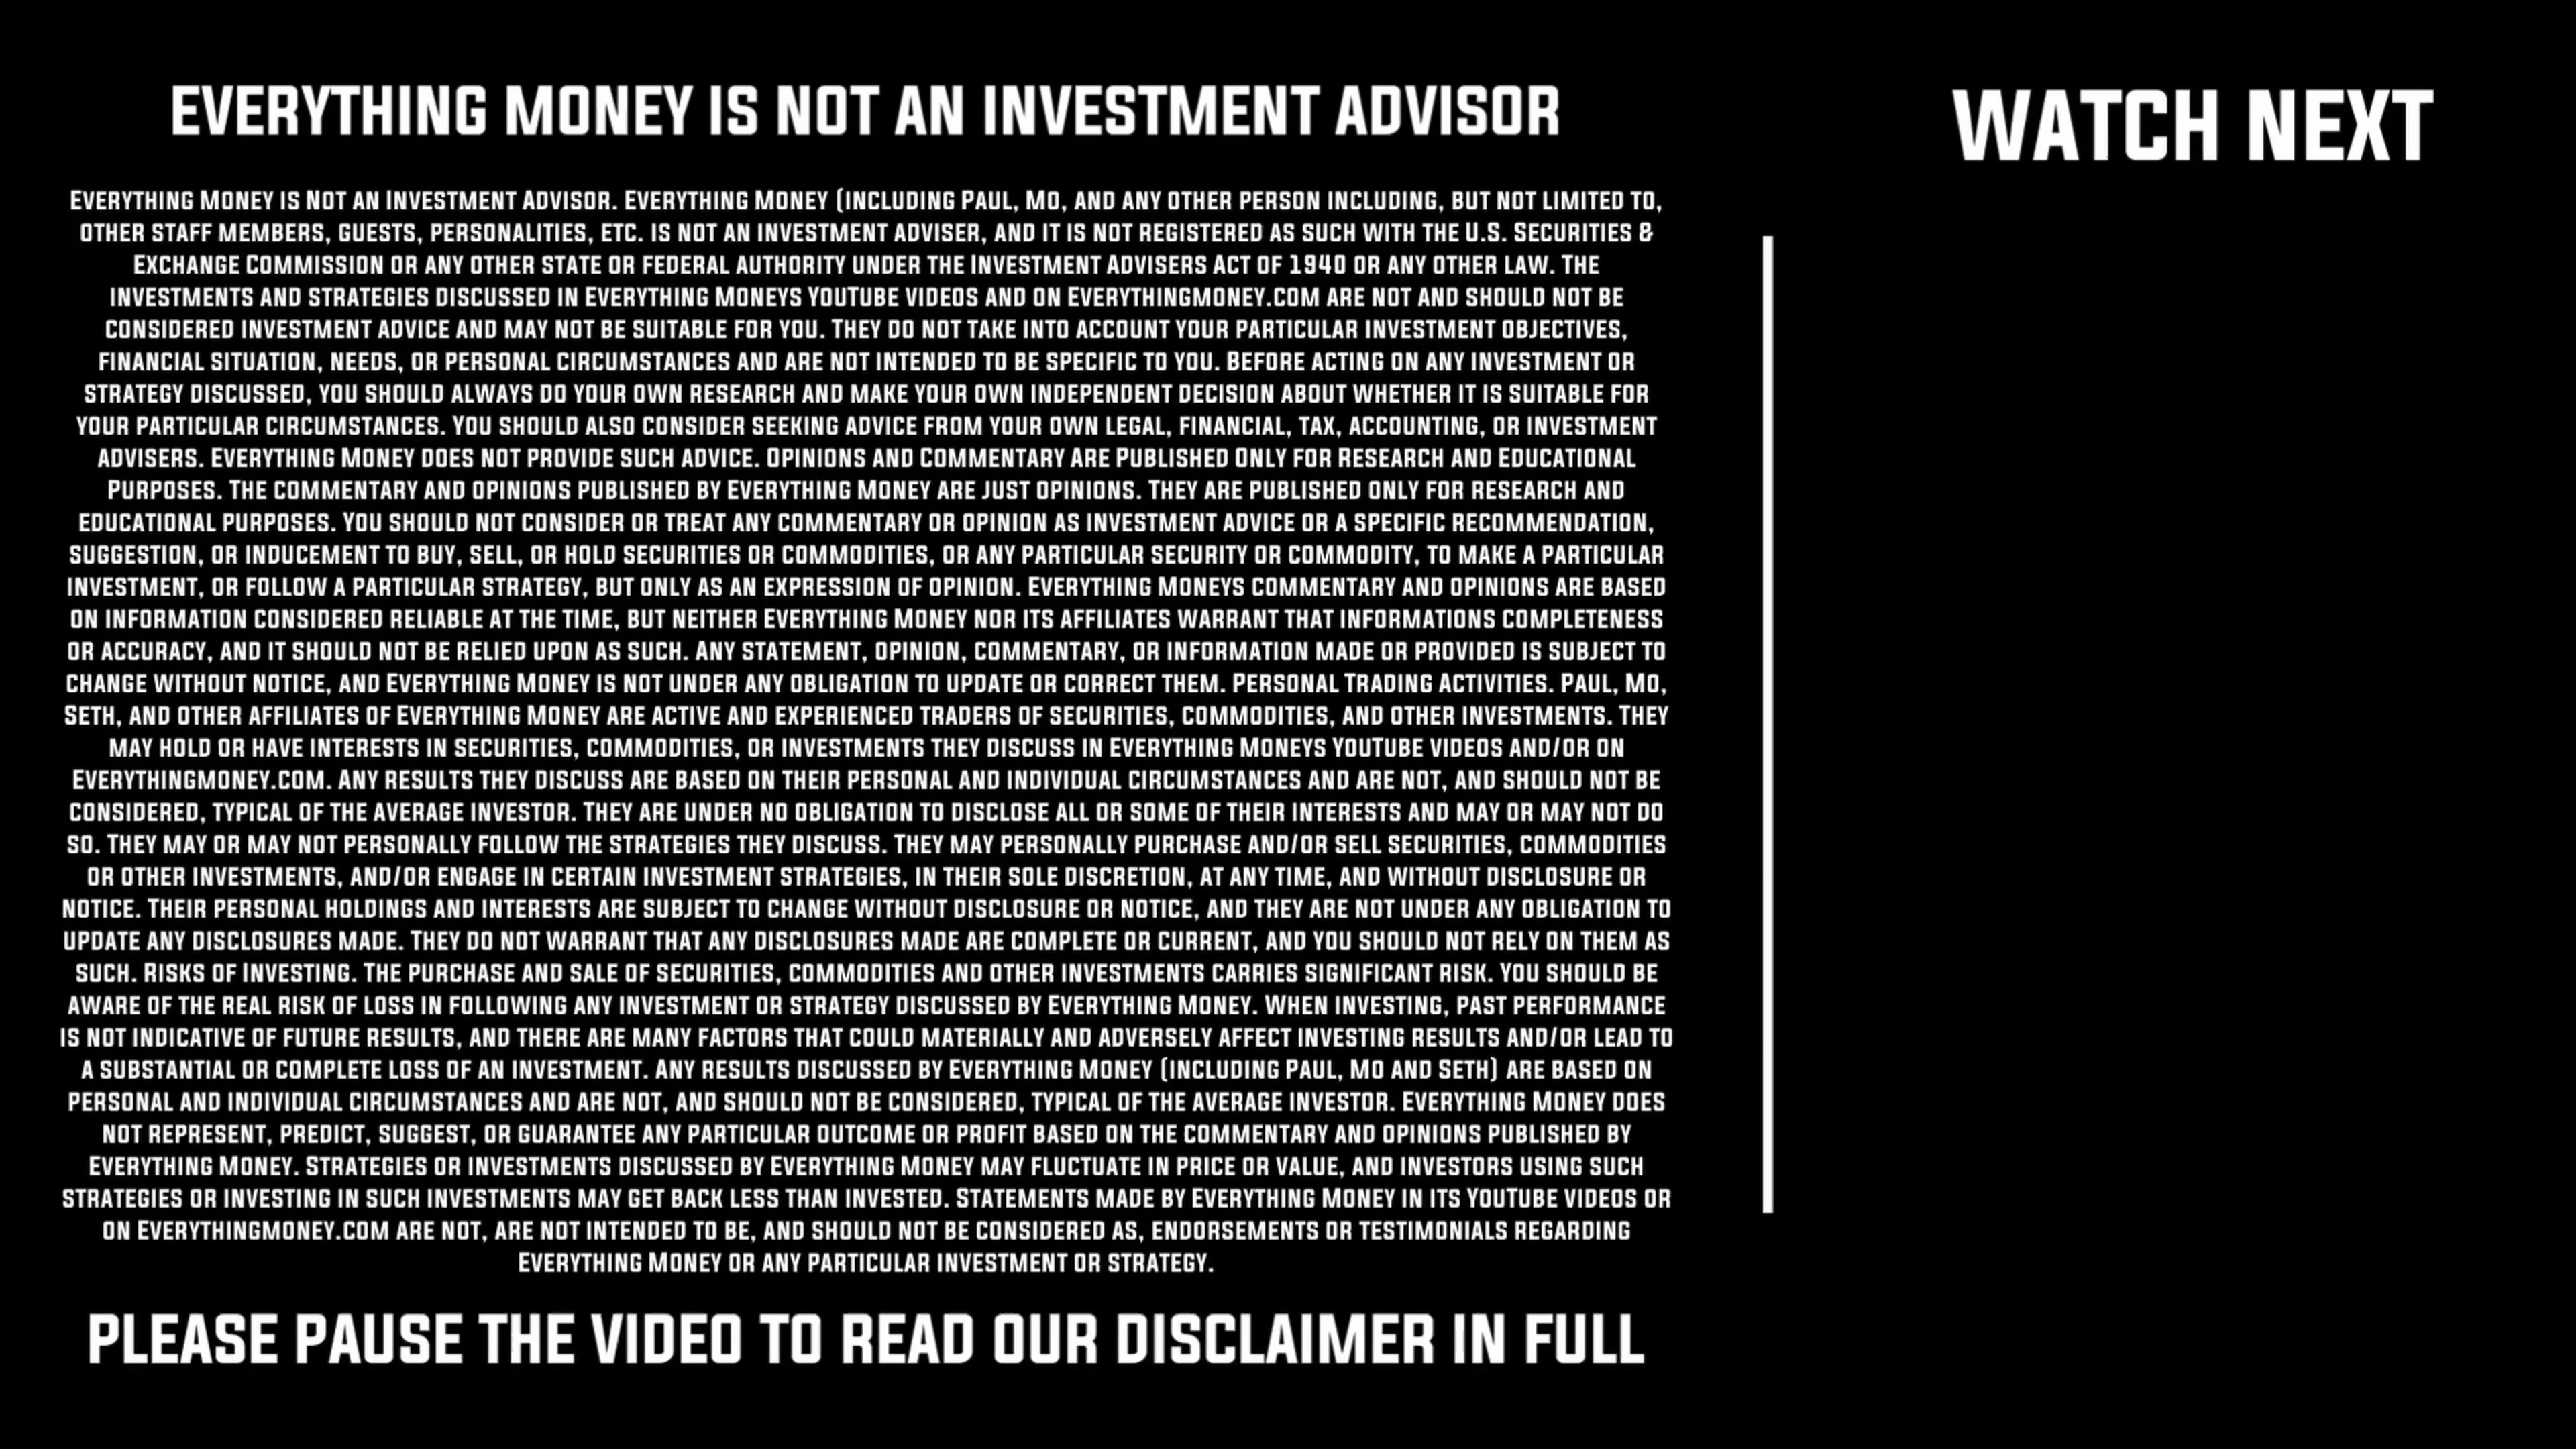 EVERYTHING MONEY IS NOT AN INVESTMENT ADVISOR
WATCH NEXT
Everything Money is Not an Investment Advisor. Everything Money (including Paul, Mo, and any other person including, but not limited to,
other staff members, guests, personalities, etc. is not an investment adviser, and it is not registered as such with the U.S. Securities &
Exchange Commission or any other state or federal authority under the Investment Advisers Act of 1940 or any other law. The
investments and strategies discussed in Everything Moneys YouTube videos and on Everythingmoney.com are not and should not be
considered investment advice and may not be suitable for you. They do not take into account your particular investment objectives,
financial situation, needs, or personal circumstances and are not intended to be specific to you. Before acting on any investment or
strategy discussed, you should always do your own research and make your own independent decision about whether it is suitable for
your particular circumstances. You should also consider seeking advice from your own legal, financial, tax, accounting, or investment
advisers. Everything Money does not provide such advice. Opinions and Commentary Are Published Only for Research and Educational
Purposes. The commentary and opinions published by Everything Money are just opinions. They are published only for research and
educational purposes. You should not consider or treat any commentary or opinion as investment advice or a specific recommendation,
suggestion, or inducement to buy, sell, or hold securities or commodities, or any particular security or commodity, to make a particular
investment, or follow a particular strategy, but only as an expression of opinion. Everything Moneys commentary and opinions are based
on information considered reliable at the time, but neither Everything Money nor its affiliates warrant that informations completeness
or accuracy, and it should not be relied upon as such. Any statement, opinion, commentary, or information made or provided is subject to
change without notice, and Everything Money is not under any obligation to update or correct them. Personal Trading Activities. Paul, Mo,
Seth, and other affiliates of Everything Money are active and experienced traders of securities, commodities, and other investments. They
may hold or have interests in securities, commodities, or investments they discuss in Everything Moneys YouTube videos and/or on
Everythingmoney.com. Any results they discuss are based on their personal and individual circumstances and are not, and should not be
considered, typical of the average investor. They are under no obligation to disclose all or some of their interests and may or may not do
so. They may or may not personally follow the strategies they discuss. They may personally purchase and/or sell securities, commodities
or other investments, and/or engage in certain investment strategies, in their sole discretion, at any time, and without disclosure or
notice. Their personal holdings and interests are subject to change without disclosure or notice, and they are not under any obligation to
update any disclosures made. They do not warrant that any disclosures made are complete or current, and you should not rely on them as
such. Risks of Investing. The purchase and sale of securities, commodities and other investments carries significant risk. You should be
aware of the real risk of loss in following any investment or strategy discussed by Everything Money. When investing, past performance
is not indicative of future results, and there are many factors that could materially and adversely affect investing results and/or lead to
a substantial or complete loss of an investment. Any results discussed by Everything Money (including Paul, Mo and Seth) are based on
personal and individual circumstances and are not, and should not be considered, typical of the average investor. Everything Money does
not represent, predict, suggest, or guarantee any particular outcome or profit based on the commentary and opinions published by
Everything Money. Strategies or investments discussed by Everything Money may fluctuate in price or value, and investors using such
strategies or investing in such investments may get back less than invested. Statements made by Everything Money in its YouTube videos or
on Everythingmoney.com are not, are not intended to be, and should not be considered as, endorsements or testimonials regarding
Everything Money or any particular investment or strategy.
PLEASE PAUSE THE VIDEO TO READ OUR DISCLAIMER IN FULL